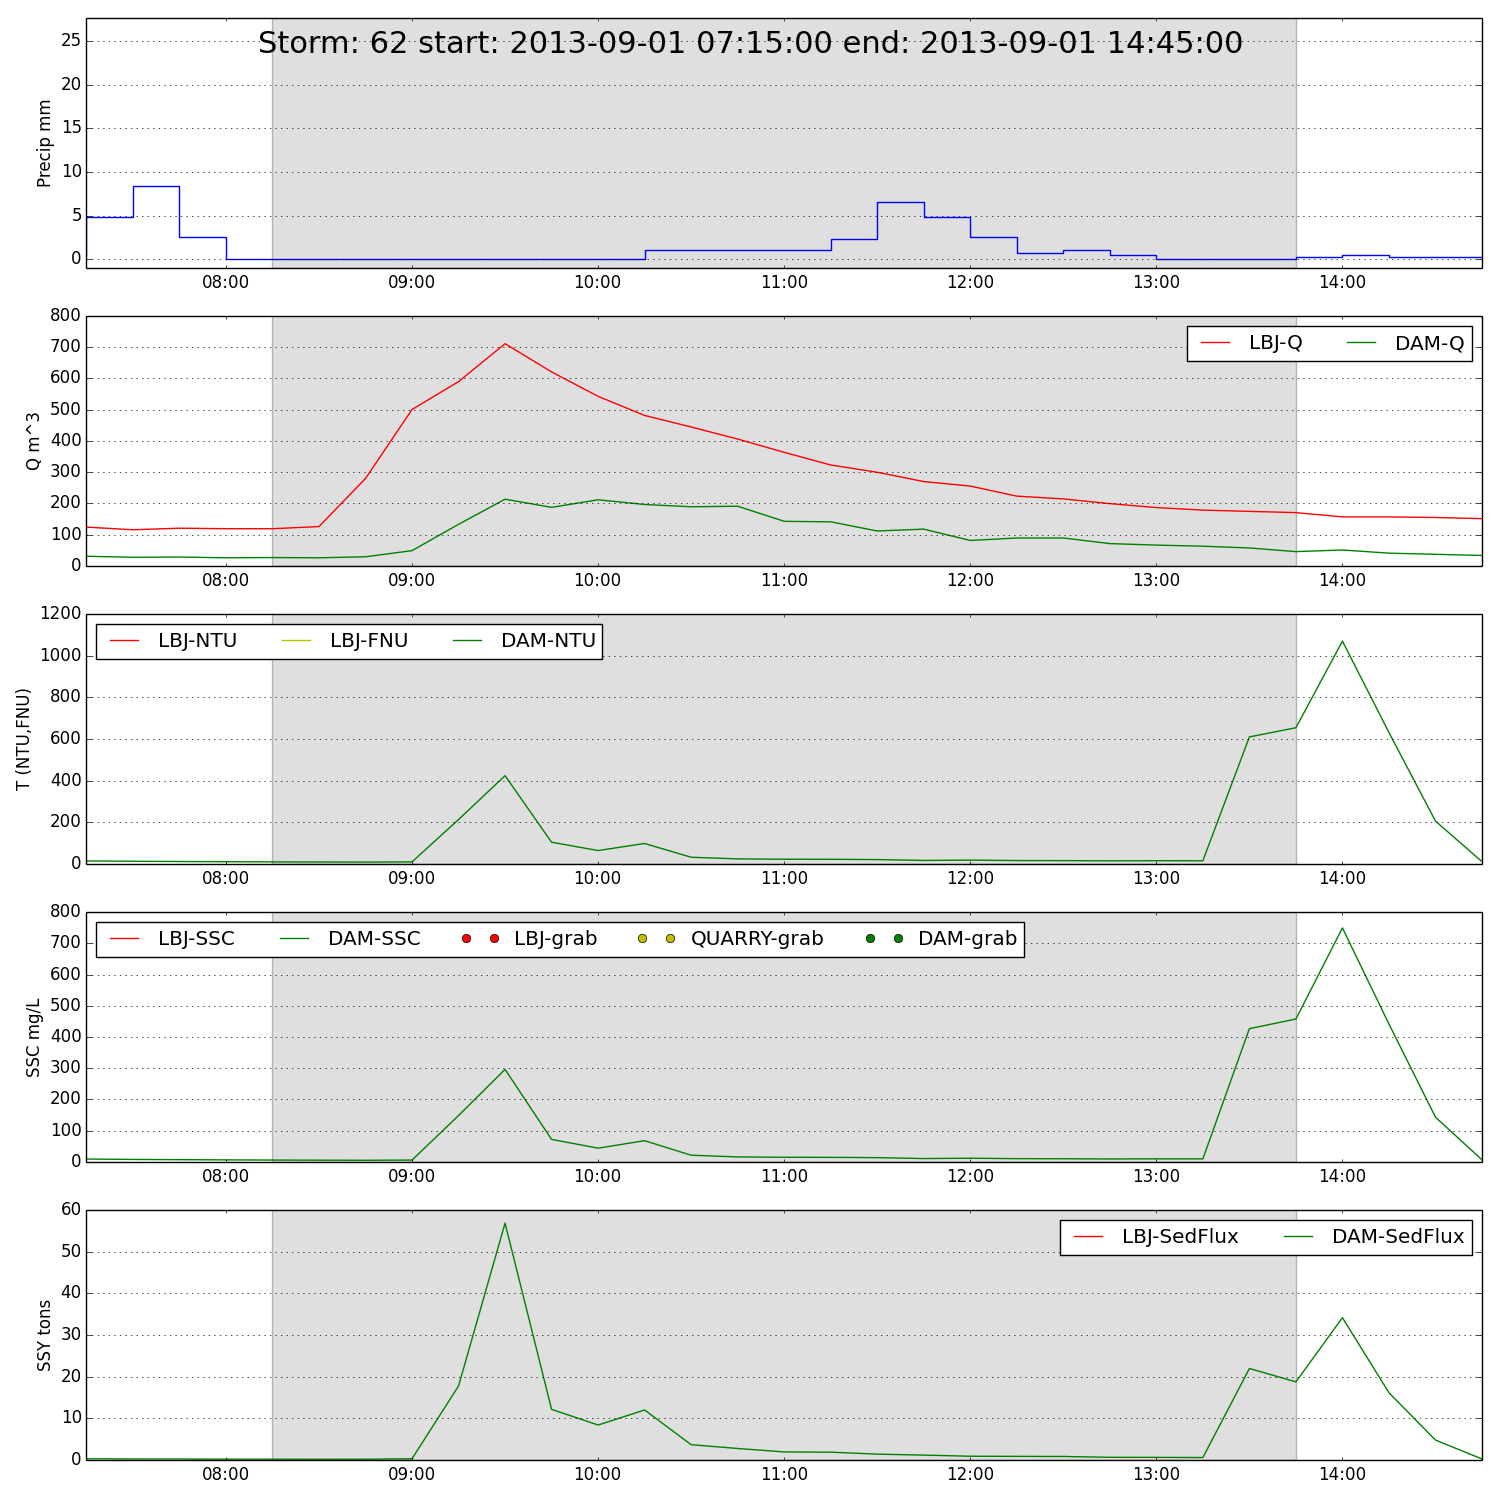 Storm: 62 start: 2013-09-01 07:15:00 end: 2013-09-01 14:45:00
Precip mm
25
20
15
10
5
0
08:00 09:00 10:00 11:00 12:00 13:00 14:00
Q m^3
800
700
600
500
400
300
200
100
0
LBJ-Q DAM-Q
08:00 09:00 10:00 11:00 12:00 13:00 14:00
T (NTU,FNU)
1200
1000
800
600
400
200
0
LBJ-NTU LBJ-FNU DAM-NTU
08:00 09:00 10:00 11:00 12:00 13:00 14:00
SSC mg/L
800
700
600
500
400
300
200
100
0
LBJ-SSC DAM-SSC LBJ-grab QUARRY-grab DAM-grab
08:00 09:00 10:00 11:00 12:00 13:00 14:00
SSY tons
60
50
40
30
20
10
0
LBJ-SedFlux DAM-SedFlux
08:00 09:00 10:00 11:00 12:00 13:00 14:00